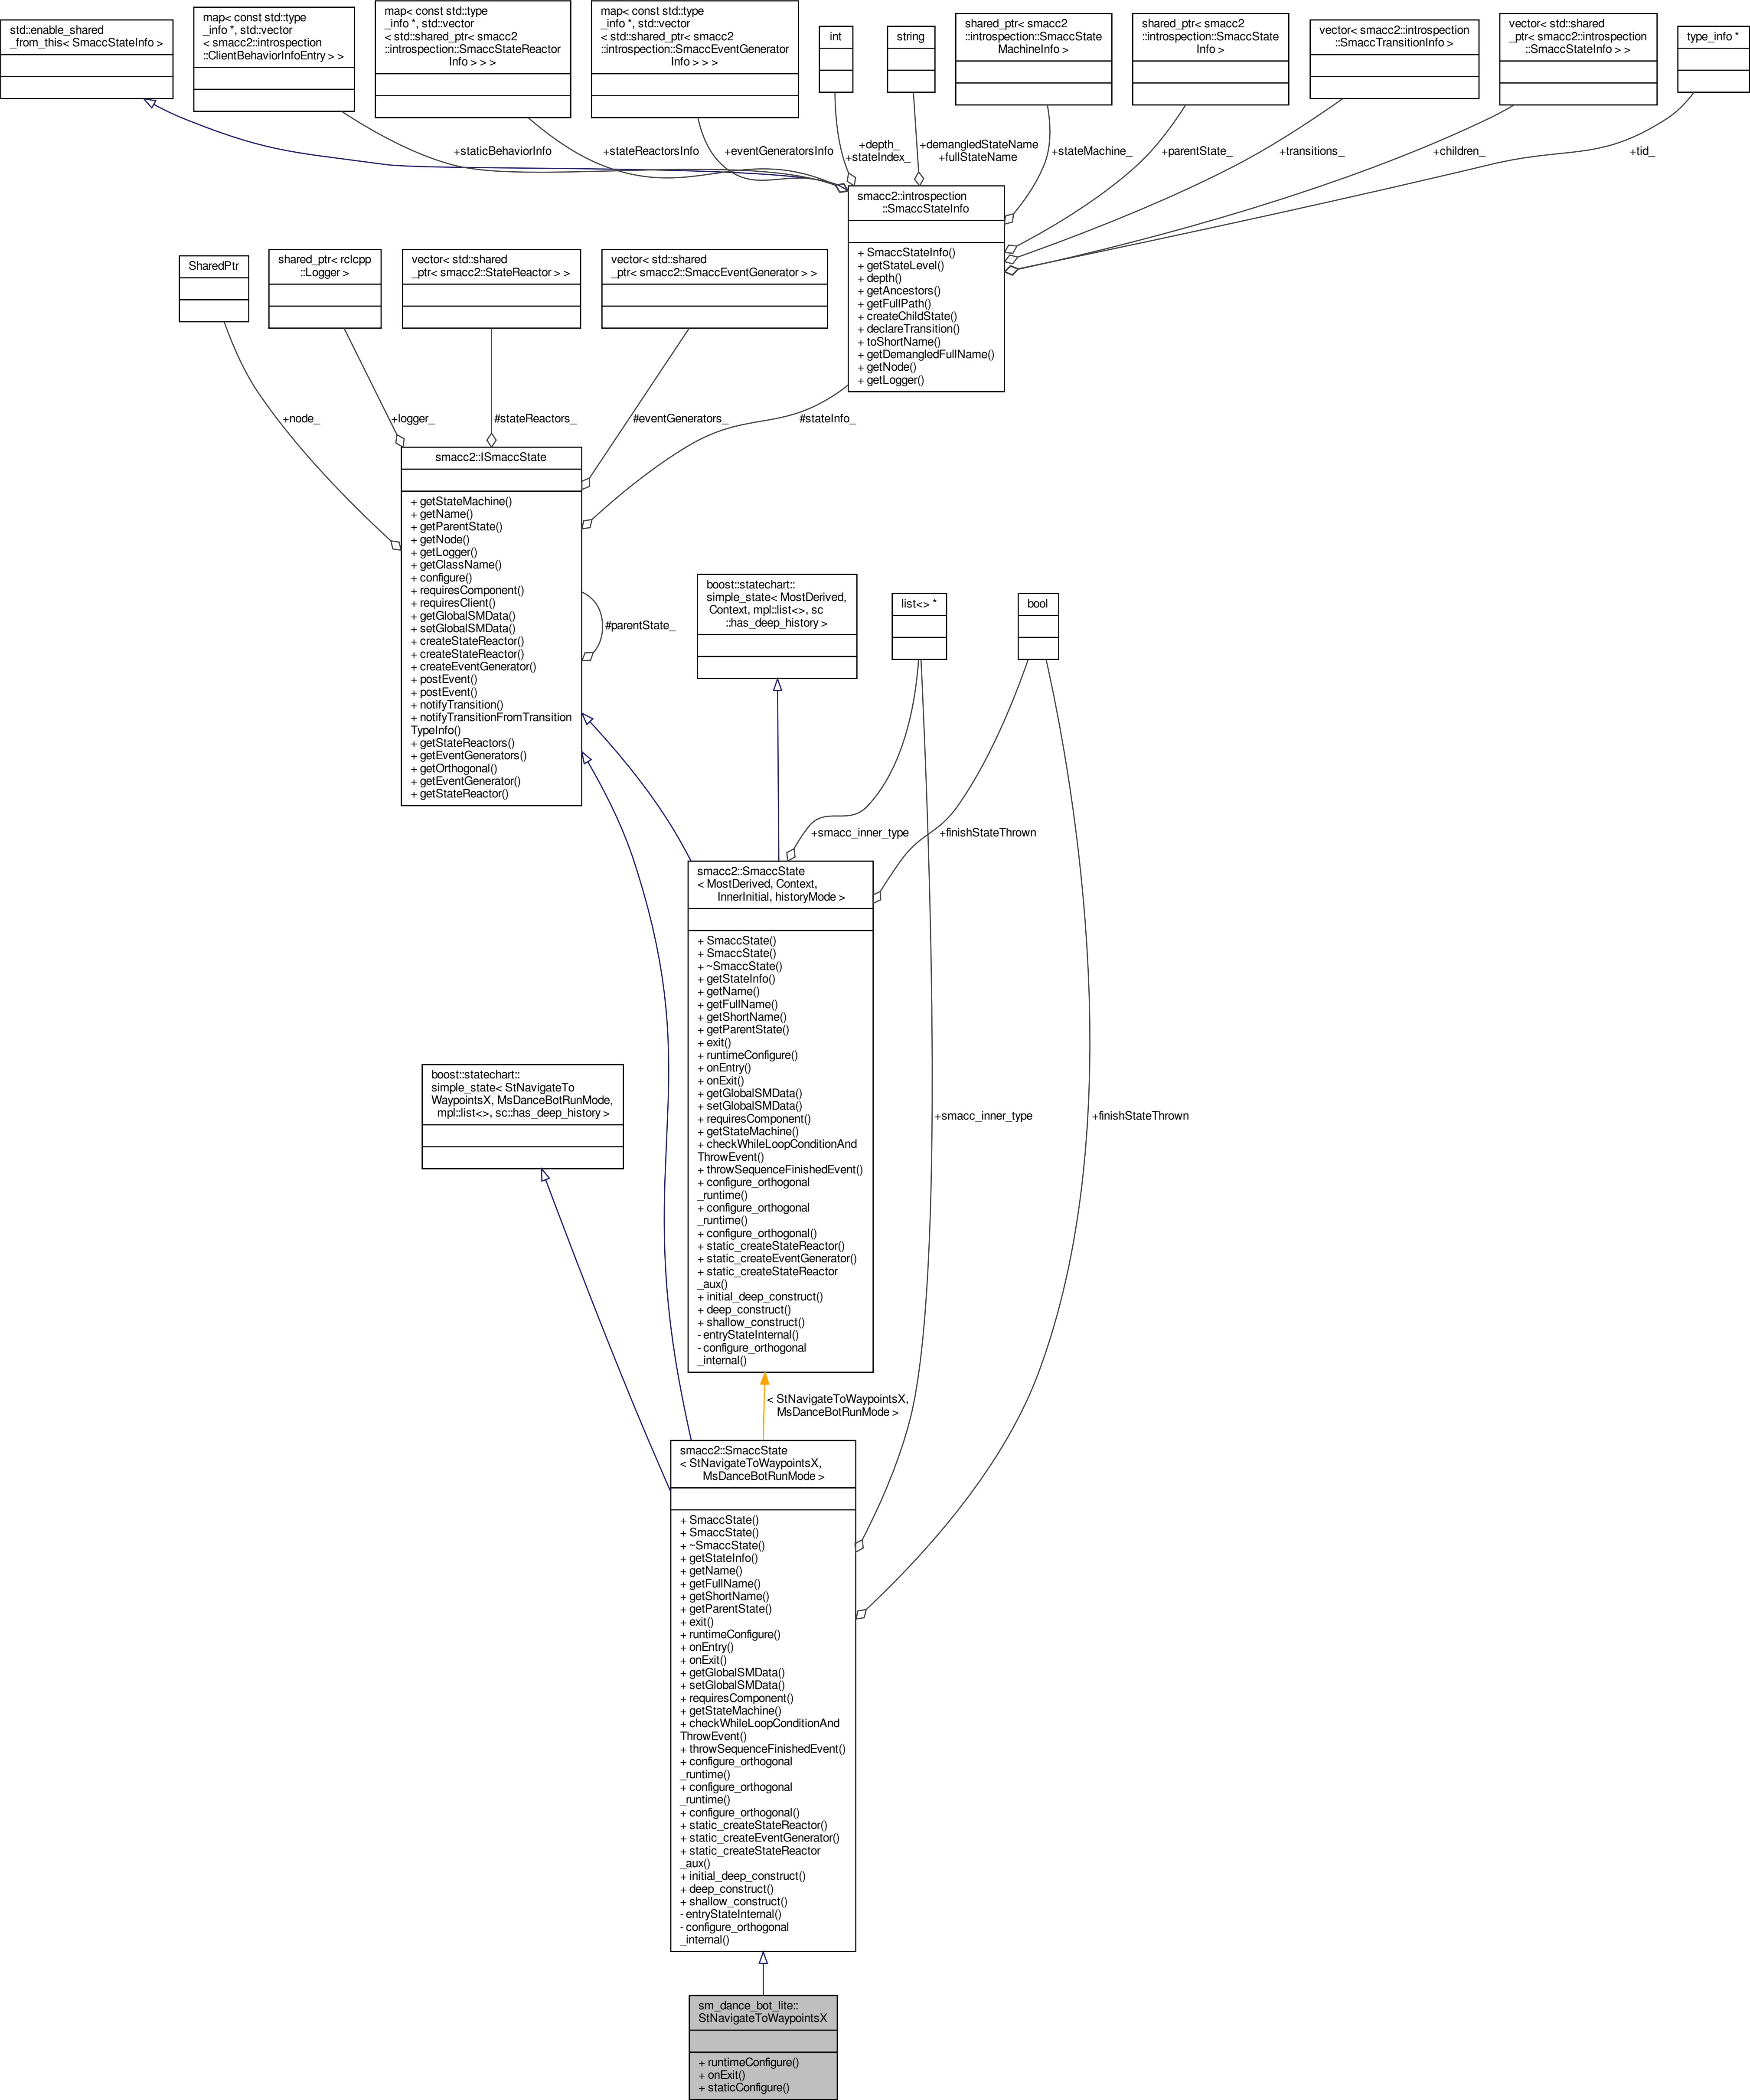 std::enable_shared
_from_this< SmaccStateInfo >
map< const std::type
_info *, std::vector
< smacc2::introspection
::ClientBehaviorInfoEntry > >
map< const std::type
_info *, std::vector
< std::shared_ptr< smacc2
::introspection::SmaccStateReactor
Info > > >
map< const std::type
_info *, std::vector
< std::shared_ptr< smacc2
::introspection::SmaccEventGenerator
Info > > >
int
string
shared_ptr< smacc2
::introspection::SmaccState
MachineInfo >
shared_ptr< smacc2
::introspection::SmaccState
Info >
vector< smacc2::introspection
::SmaccTransitionInfo >
vector< std::shared
_ptr< smacc2::introspection
::SmaccStateInfo > >
type_info *
+staticBehaviorInfo
+stateReactorsInfo
+eventGeneratorsInfo
+depth_
+stateIndex_
+demangledStateName
+fullStateName
+stateMachine_
+parentState_
+transitions_
+children_
+tid_
smacc2::introspection
::SmaccStateInfo
+ SmaccStateInfo()
+ getStateLevel()
+ depth()
+ getAncestors()
+ getFullPath()
+ createChildState()
+ declareTransition()
+ toShortName()
+ getDemangledFullName()
+ getNode()
+ getLogger()
SharedPtr
shared_ptr< rclcpp
::Logger >
vector< std::shared
_ptr< smacc2::StateReactor > >
vector< std::shared
_ptr< smacc2::SmaccEventGenerator > >
+node_
+logger_
#stateReactors_
#eventGenerators_
#stateInfo_
smacc2::ISmaccState
+ getStateMachine()
+ getName()
+ getParentState()
+ getNode()
+ getLogger()
+ getClassName()
+ configure()
+ requiresComponent()
+ requiresClient()
+ getGlobalSMData()
+ setGlobalSMData()
+ createStateReactor()
+ createStateReactor()
+ createEventGenerator()
+ postEvent()
+ postEvent()
+ notifyTransition()
+ notifyTransitionFromTransition
TypeInfo()
+ getStateReactors()
+ getEventGenerators()
+ getOrthogonal()
+ getEventGenerator()
+ getStateReactor()
#parentState_
boost::statechart::
simple_state< MostDerived,
Context, mpl::list<>, sc
::has_deep_history >
list<> *
bool
+smacc_inner_type
+finishStateThrown
smacc2::SmaccState
< MostDerived, Context,
InnerInitial, historyMode >
+ SmaccState()
+ SmaccState()
+ ~SmaccState()
+ getStateInfo()
+ getName()
+ getFullName()
+ getShortName()
+ getParentState()
+ exit()
+ runtimeConfigure()
+ onEntry()
+ onExit()
+ getGlobalSMData()
+ setGlobalSMData()
+ requiresComponent()
+ getStateMachine()
+ checkWhileLoopConditionAnd
ThrowEvent()
+ throwSequenceFinishedEvent()
+ configure_orthogonal
_runtime()
+ configure_orthogonal
_runtime()
+ configure_orthogonal()
+ static_createStateReactor()
+ static_createEventGenerator()
+ static_createStateReactor
_aux()
+ initial_deep_construct()
+ deep_construct()
+ shallow_construct()
- entryStateInternal()
- configure_orthogonal
_internal()
boost::statechart::
simple_state< StNavigateTo
WaypointsX, MsDanceBotRunMode,
mpl::list<>, sc::has_deep_history >
+smacc_inner_type
+finishStateThrown
< StNavigateToWaypointsX,
MsDanceBotRunMode >
smacc2::SmaccState
< StNavigateToWaypointsX,
MsDanceBotRunMode >
+ SmaccState()
+ SmaccState()
+ ~SmaccState()
+ getStateInfo()
+ getName()
+ getFullName()
+ getShortName()
+ getParentState()
+ exit()
+ runtimeConfigure()
+ onEntry()
+ onExit()
+ getGlobalSMData()
+ setGlobalSMData()
+ requiresComponent()
+ getStateMachine()
+ checkWhileLoopConditionAnd
ThrowEvent()
+ throwSequenceFinishedEvent()
+ configure_orthogonal
_runtime()
+ configure_orthogonal
_runtime()
+ configure_orthogonal()
+ static_createStateReactor()
+ static_createEventGenerator()
+ static_createStateReactor
_aux()
+ initial_deep_construct()
+ deep_construct()
+ shallow_construct()
- entryStateInternal()
- configure_orthogonal
_internal()
sm_dance_bot_lite::
StNavigateToWaypointsX
+ runtimeConfigure()
+ onExit()
+ staticConfigure()